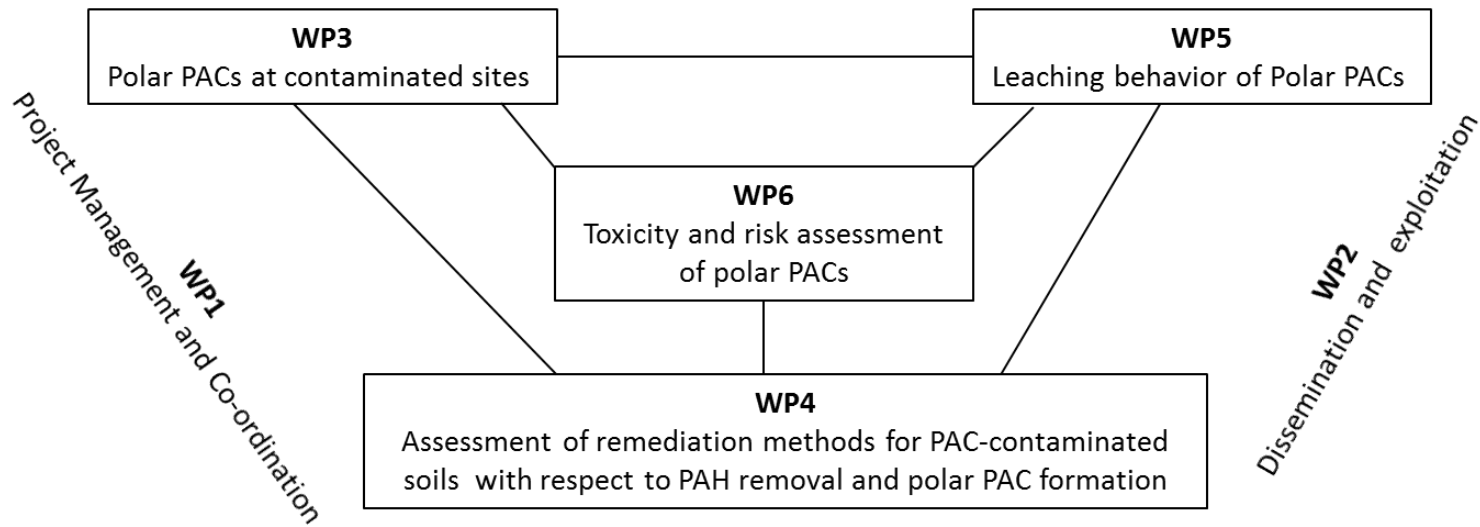 WP3
Polar PACs at contaminated sites
WP5
Leaching behavior of Polar PACs
WP6
Toxicity and risk assessment
of polar PACs
WP1
Project Management and Co-ordination
WP2
Dissemination and exploitation
WP4
Assessment of remediation methods for PAC-contaminated
soils with respect to PAH removal and polar PAC formation